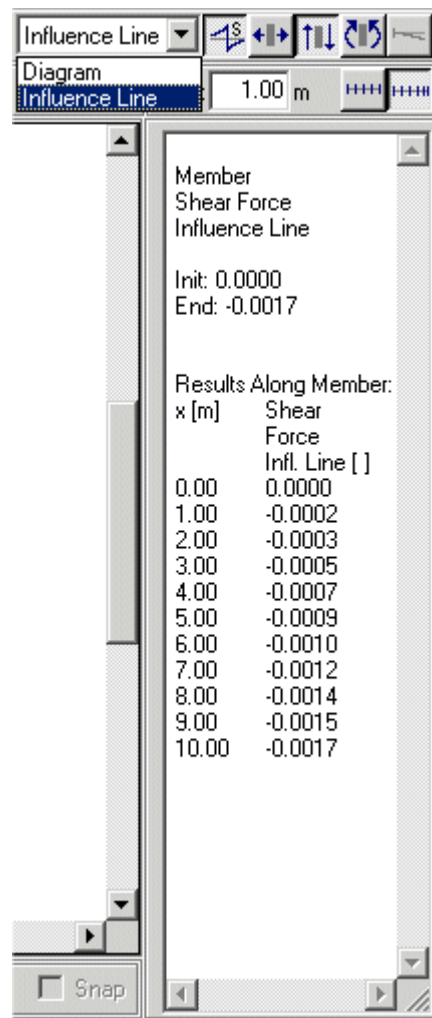 Influence Line
Diagram
Influence Line
1.00 m
Member
Shear Force
Influence Line
Init: 0.0000
End: -0.0017
Results Along Member:
x [m] Shear
Force
Infl. Line [ ]
0.00 0.0000
1.00 -0.0002
2.00 -0.0003
3.00 -0.0005
4.00 -0.0007
5.00 -0.0009
6.00 -0.0010
7.00 -0.0012
8.00 -0.0014
9.00 -0.0015
10.00 -0.0017
Snap